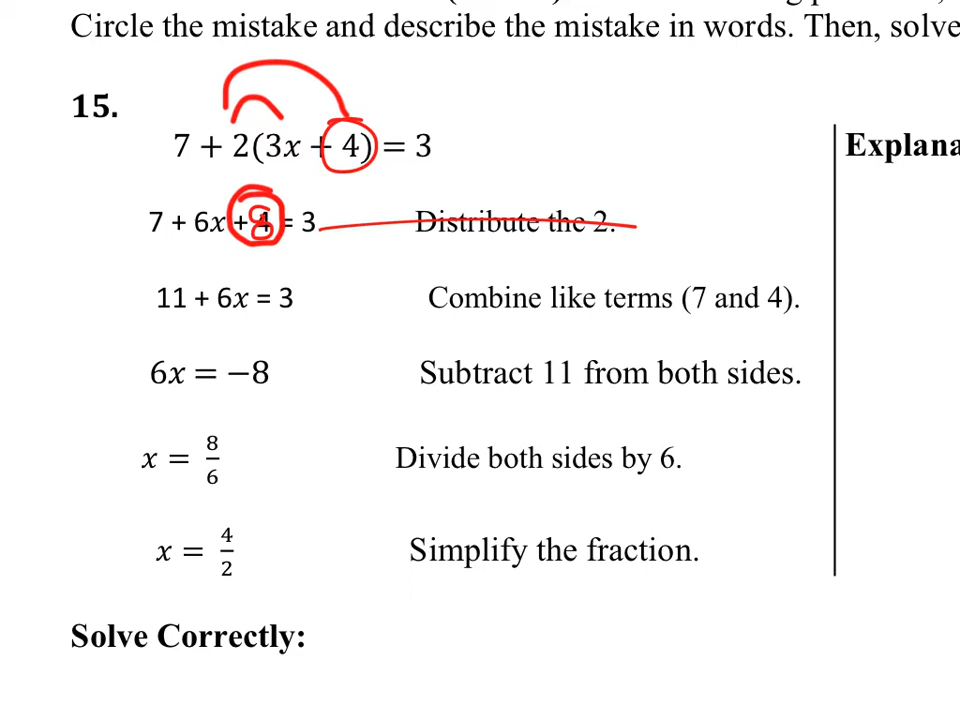 Circle the mistake and describe the mistake in words. Then, solve
15.
7 + 2(3x + 4) = 3
Explana
7 + 6x + 8 = 3 Distribute the 2.
11 + 6x = 3 Combine like terms (7 and 4).
6x = −8 Subtract 11 from both sides.
x = 8/6 Divide both sides by 6.
x = 4/2 Simplify the fraction.
Solve Correctly: